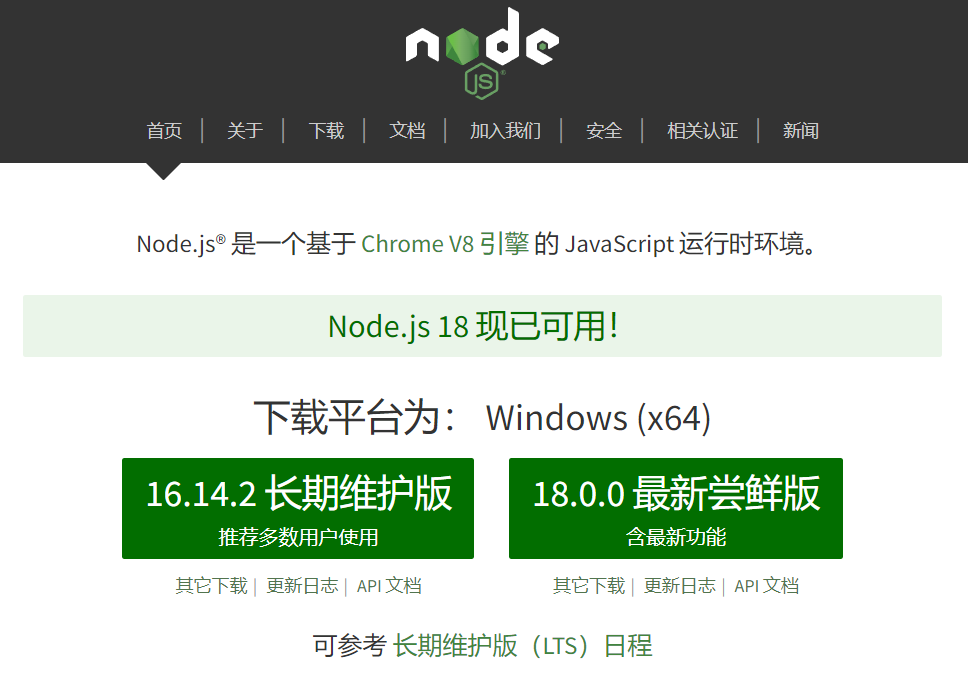 node
JS®
首页 | 关于 | 下载 | 文档 | 加入我们 | 安全 | 相关认证 | 新闻
Node.js® 是一个基于 Chrome V8 引擎 的 JavaScript 运行时环境。
Node.js 18 现已可用！
下载平台为： Windows (x64)
16.14.2 长期维护版 18.0.0 最新尝鲜版
推荐多数用户使用 含最新功能
其它下载 | 更新日志 | API 文档 其它下载 | 更新日志 | API 文档
可参考 长期维护版（LTS）日程